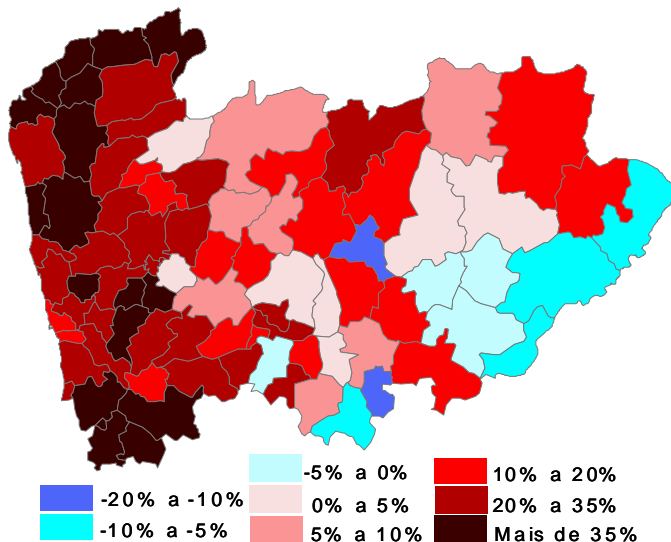 -20% a -10%
-10% a -5%
-5% a 0%
0% a 5%
5% a 10%
10% a 20%
20% a 35%
Mais de 35%